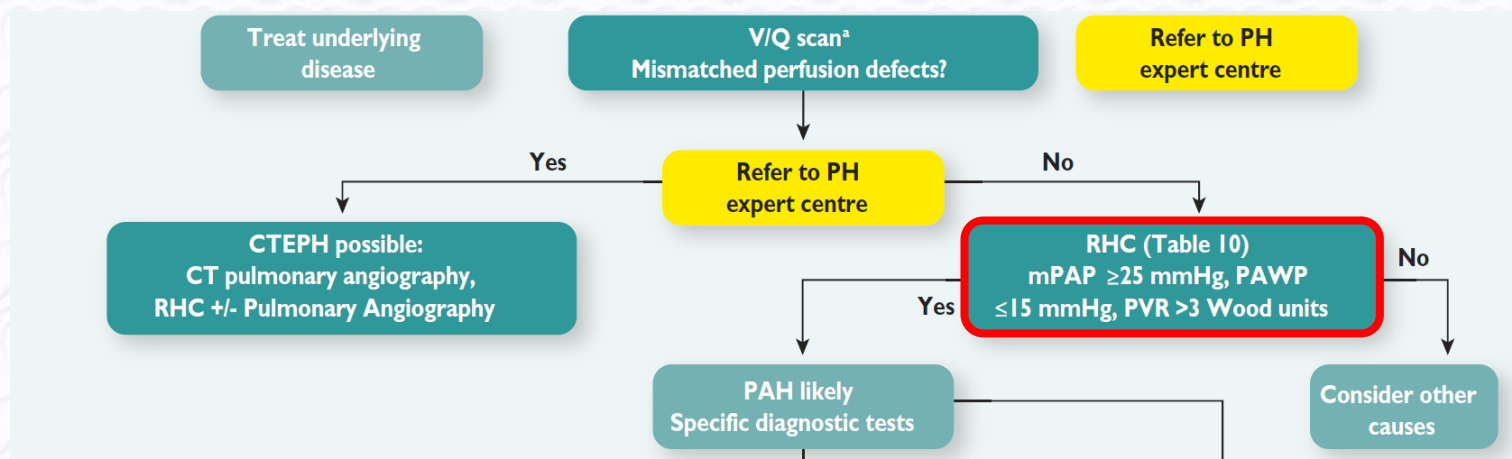 Treat underlying
disease
V/Q scanᵃ
Mismatched perfusion defects?
Refer to PH
expert centre
Yes
Refer to PH
expert centre
No
CTEPH possible:
CT pulmonary angiography,
RHC +/- Pulmonary Angiography
RHC (Table 10)
mPAP ≥25 mmHg, PAWP
≤15 mmHg, PVR >3 Wood units
Yes
No
PAH likely
Specific diagnostic tests
Consider other
causes